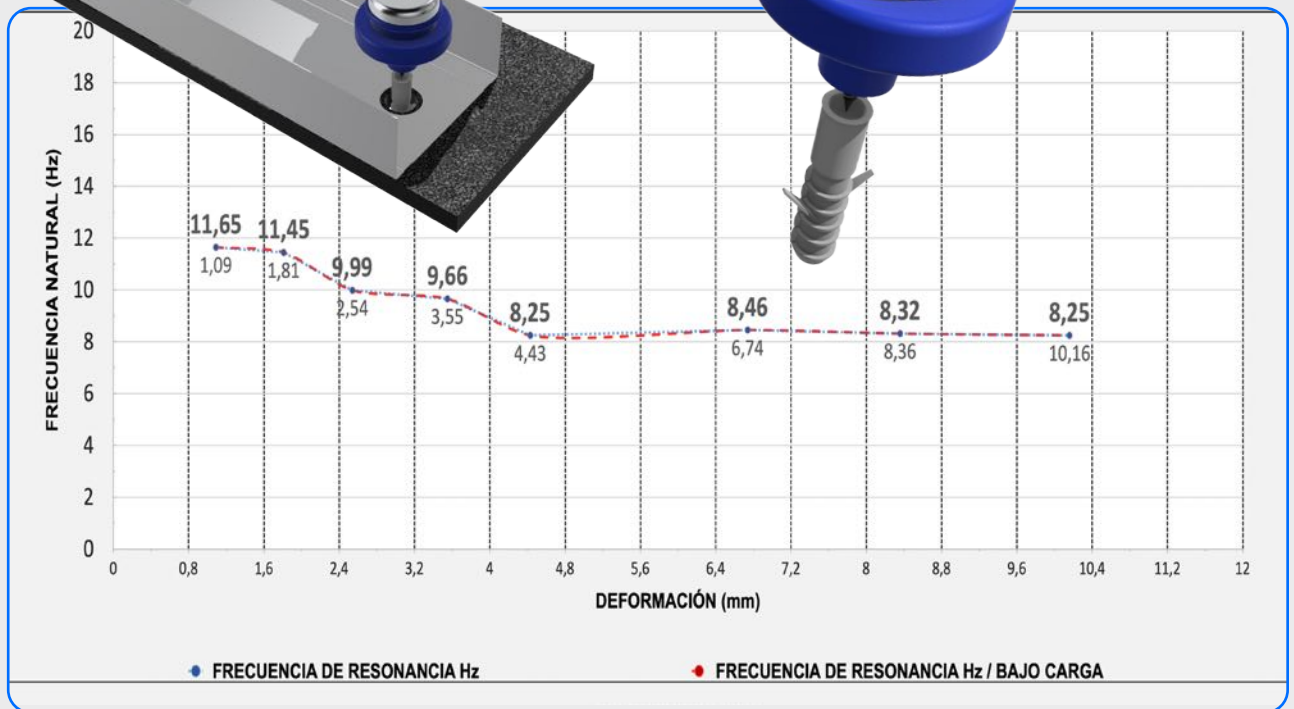 FRECUENCIA NATURAL (Hz)
20
18
16
14
12
10
8
6
4
2
0
11,65 11,45 9,99 9,66 8,25 8,46 8,32 8,25
1,09 1,81 2,54 3,55 4,43 6,74 8,36 10,16
0 0,8 1,6 2,4 3,2 4 4,8 5,6 6,4 7,2 8 8,8 9,6 10,4 11,2 12
DEFORMACIÓN (mm)
FRECUENCIA DE RESONANCIA Hz
FRECUENCIA DE RESONANCIA Hz / BAJO CARGA